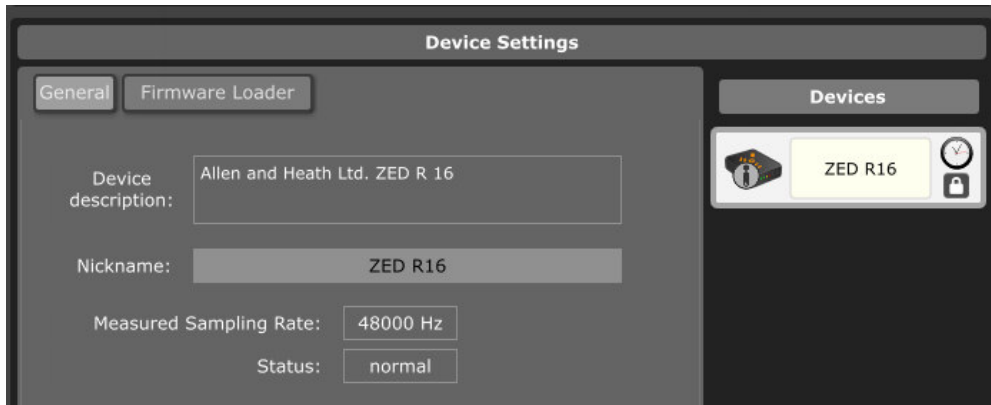 Device Settings
General
Firmware Loader
Device
description:
Allen and Heath Ltd. ZED R 16
Nickname:
ZED R16
Measured Sampling Rate:
48000 Hz
Status:
normal
Devices
ZED R16